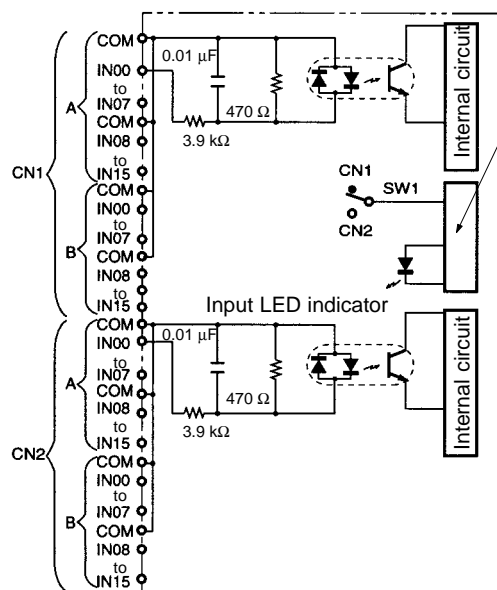 COM
IN00
to
IN07
COM
IN08
to
IN15
COM
IN00
to
IN07
COM
IN08
to
IN15
A
B
CN1
0.01 µF
470 Ω
3.9 kΩ
Internal circuit
CN1
SW1
CN2
Input LED indicator
COM
IN00
to
IN07
COM
IN08
to
IN15
COM
IN00
to
IN07
COM
IN08
to
IN15
A
B
CN2
0.01 µF
470 Ω
3.9 kΩ
Internal circuit